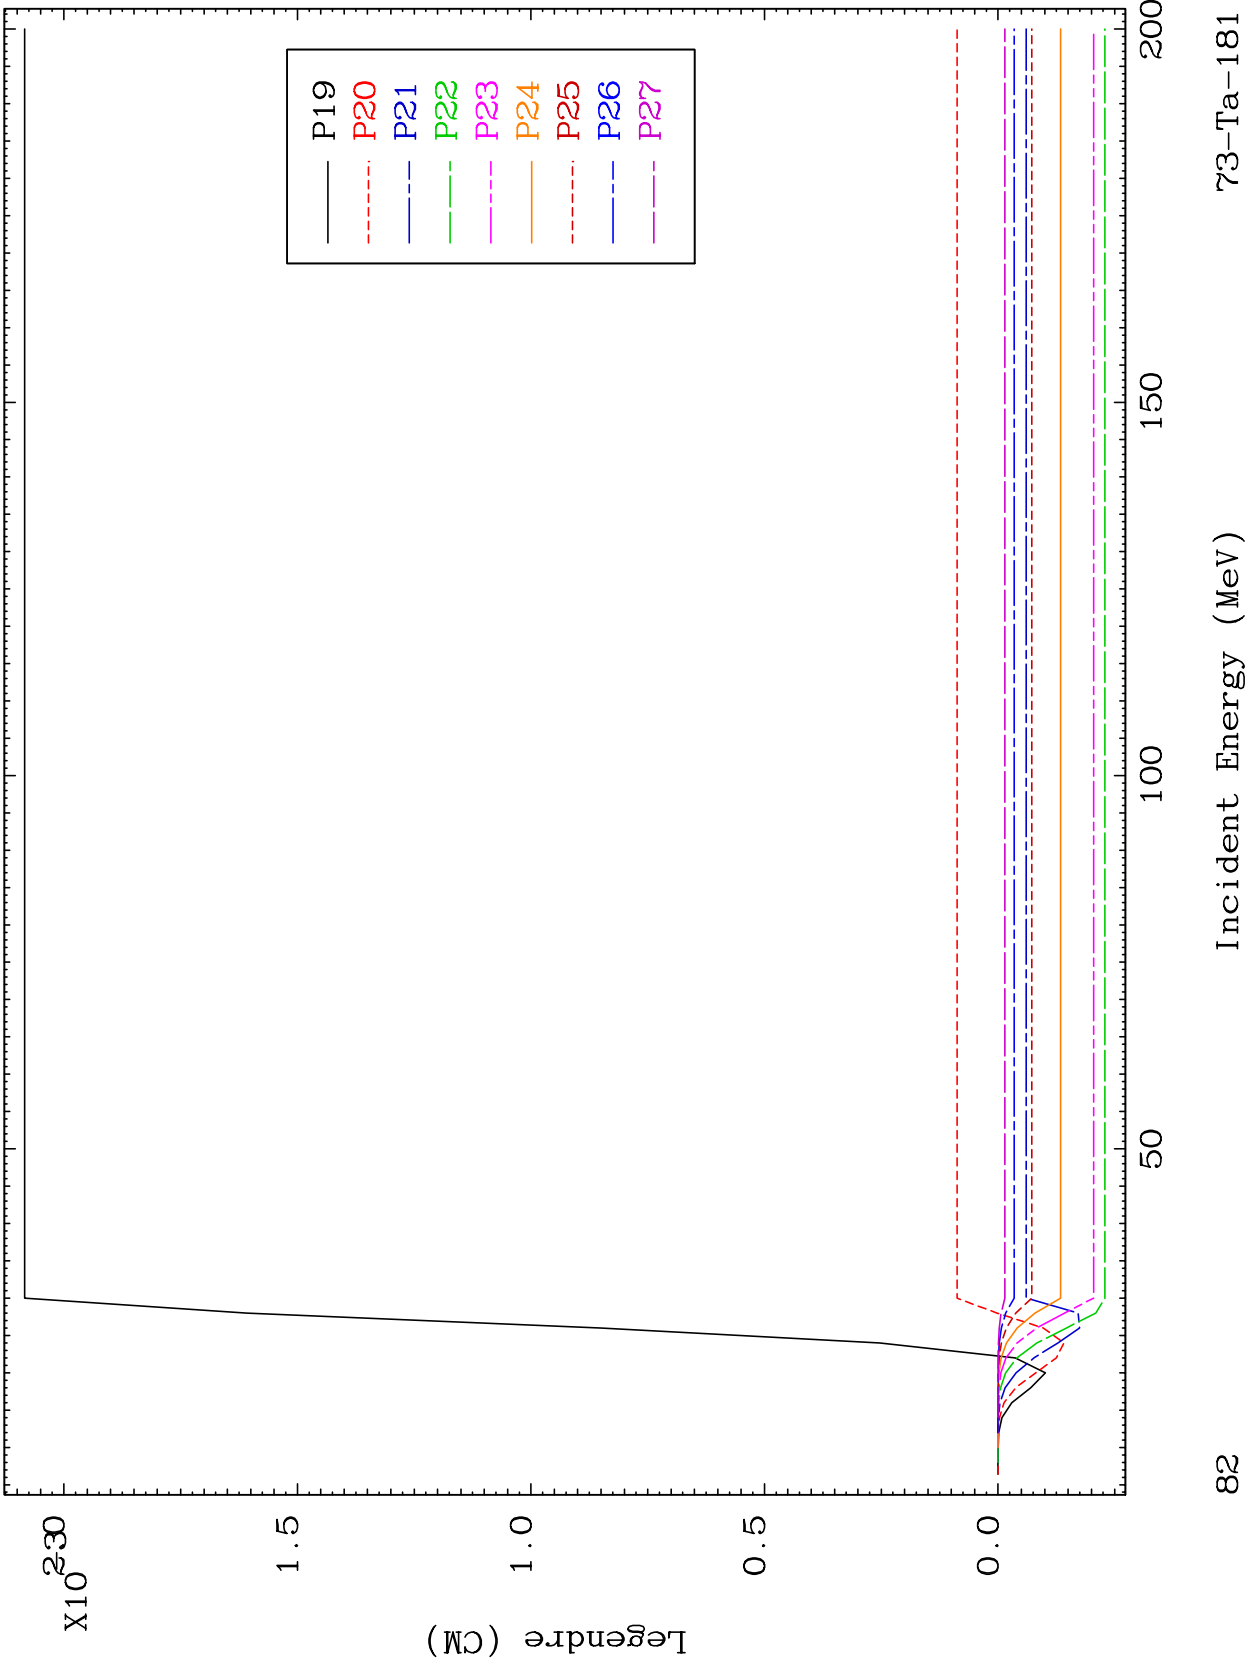 X10-3
2.0
1.5
1.0
0.5
0.0
Legendre (CM)
P19
P20
P21
P22
P23
P24
P25
P26
P27
50 100 150 200
82 Incident Energy (MeV) 73-Ta-181